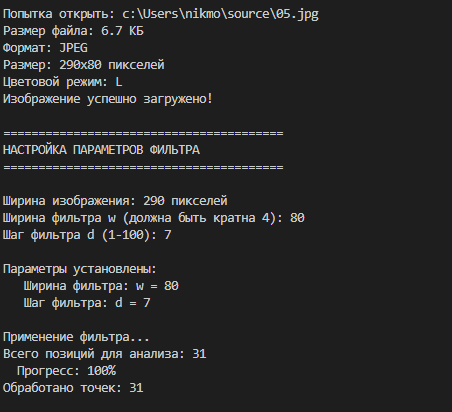 Попытка открыть: c:\Users\nikmo\source\05.jpg
Размер файла: 6.7 КБ
Формат: JPEG
Размер: 290x80 пикселей
Цветовой режим: L
Изображение успешно загружено!
========================================
НАСТРОЙКА ПАРАМЕТРОВ ФИЛЬТРА
========================================
Ширина изображения: 290 пикселей
Ширина фильтра w (должна быть кратна 4): 80
Шаг фильтра d (1-100): 7
Параметры установлены:
Ширина фильтра: w = 80
Шаг фильтра: d = 7
Применение фильтра...
Всего позиций для анализа: 31
Прогресс: 100%
Обработано точек: 31